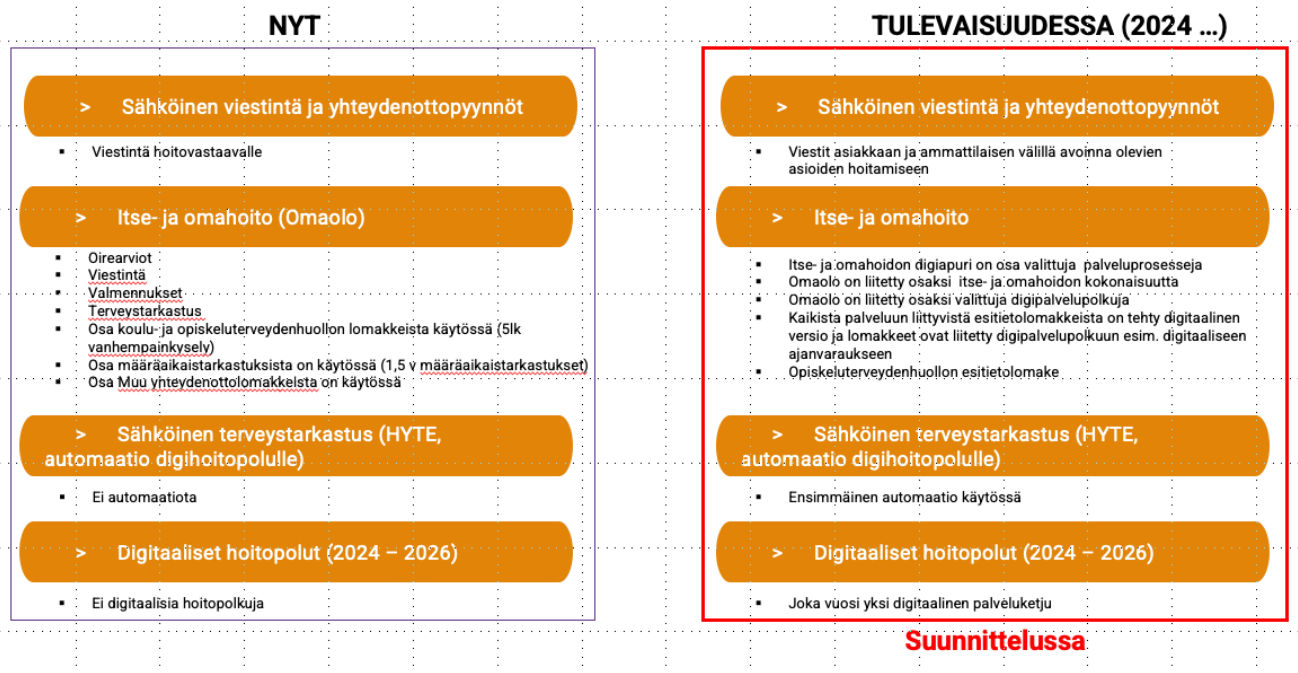 NYT
> Sähköinen viestintä ja yhteydenottopyynnöt
▪ Viestintä hoitovastaavalle
> Itse- ja omahoito (Omaolo)
▪ Oirearviot
▪ Viestintä
▪ Valmennukset
▪ Terveystarkastus
▪ Osa koulu- ja opiskeluterveydenhuollon lomakkeista käytössä (5lk
vanhempainkysely)
▪ Osa määräaikaistarkastuksista on käytössä (1,5 v määräaikaistarkastukset)
▪ Osa Muu yhteydenottolomakkeista on käytössä
> Sähköinen terveystarkastus (HYTE,
automaatio digihoitopolulle)
▪ Ei automaatiota
> Digitaaliset hoitopolut (2024 – 2026)
▪ Ei digitaalisia hoitopolkuja
TULEVAISUUDESSA (2024 …)
> Sähköinen viestintä ja yhteydenottopyynnöt
▪ Viestit asiakkaan ja ammattilaisen välillä avoinna olevien
asioiden hoitamiseen
> Itse- ja omahoito
▪ Itse- ja omahoidon digiapuri on osa valittuja palveluprosesseja
▪ Omaolo on liitetty osaksi itse- ja omahoidon kokonaisuutta
▪ Omaolo on liitetty osaksi valittuja digipalvelupolkuja
▪ Kaikista palveluun liittyvistä esitietolomakkeista on tehty digitaalinen
versio ja lomakkeet ovat liitetty digipalvelupolkuun esim. digitaaliseen
ajanvaraukseen
▪ Opiskeluterveydenhuollon esitietolomake
> Sähköinen terveystarkastus (HYTE,
automaatio digihoitopolulle)
▪ Ensimmäinen automaatio käytössä
> Digitaaliset hoitopolut (2024 – 2026)
▪ Joka vuosi yksi digitaalinen palveluketju
Suunnittelussa